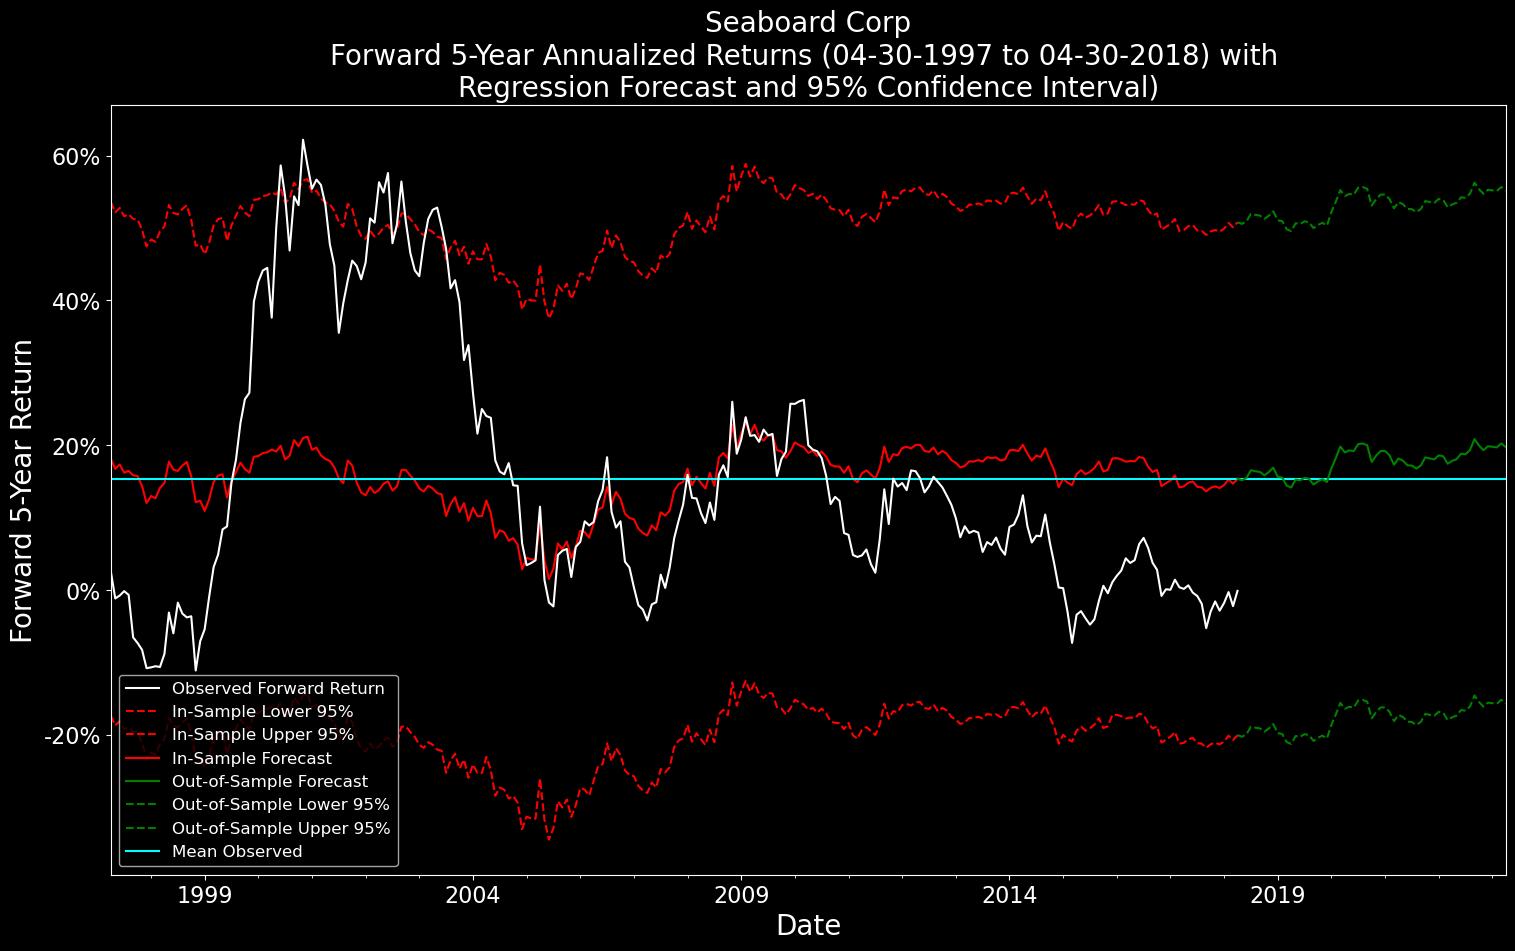 Seaboard Corp
Forward 5-Year Annualized Returns (04-30-1997 to 04-30-2018) with
Regression Forecast and 95% Confidence Interval)
Forward 5-Year Return
60%
40%
20%
0%
-20%
Observed Forward Return
In-Sample Lower 95%
In-Sample Upper 95%
In-Sample Forecast
Out-of-Sample Forecast
Out-of-Sample Lower 95%
Out-of-Sample Upper 95%
Mean Observed
1999 2004 2009 2014 2019
Date